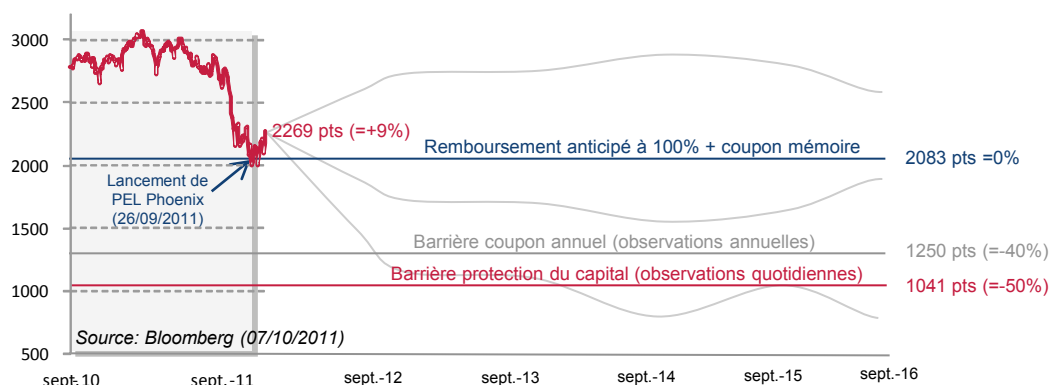 3000
2500
2000
1500
1000
500
2269 pts (=+9%)
Remboursement anticipé à 100% + coupon mémoire
2083 pts =0%
Lancement de
PEL Phoenix
(26/09/2011)
Barrière coupon annuel (observations annuelles)
1250 pts (=-40%)
Barrière protection du capital (observations quotidiennes)
1041 pts (=-50%)
Source: Bloomberg (07/10/2011)
sept.10
sept.-11
sept.-12
sept.-13
sept.-14
sept.-15
sept.-16